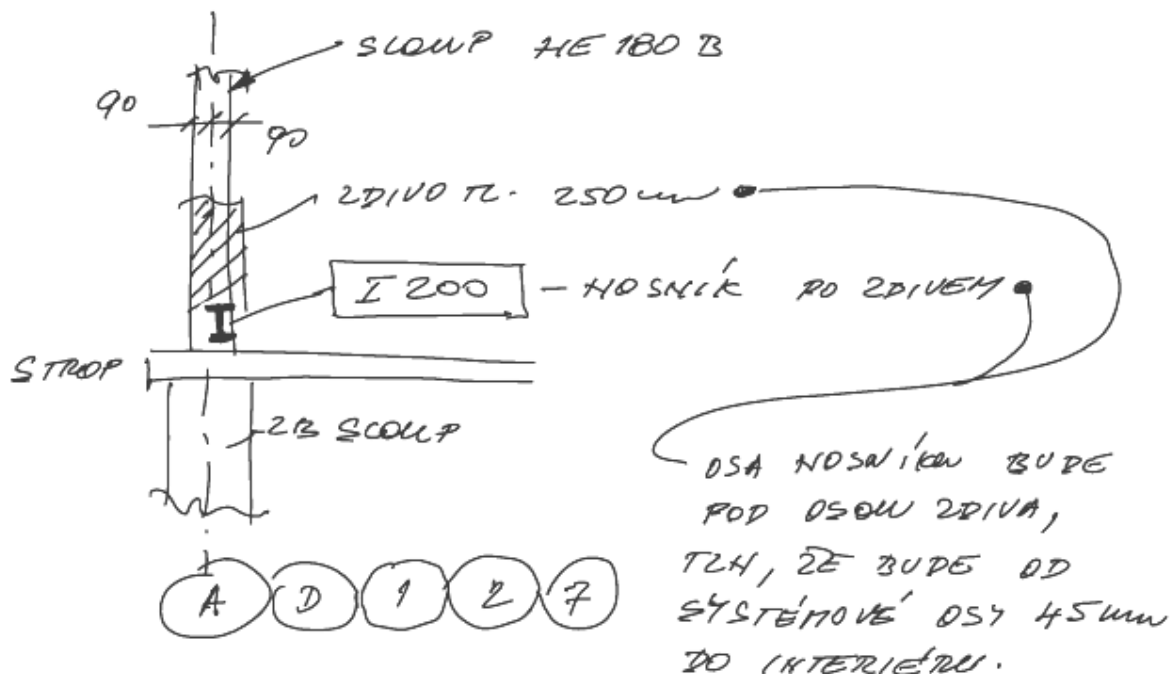 SLOUP HE 180 B
90
90
ZDIVO TL. 250 mm
I 200 – NOSNÍK PO ZDIVEM
STROP
ŽB SLOUP
OSA NOSNÍKU BUDE
POD OSOU ZDIVA,
TZN, ŽE BUDE OD
SYSTÉMOVÉ OSY 45 mm
DO INTERIÉRU.
A D 1 2 7